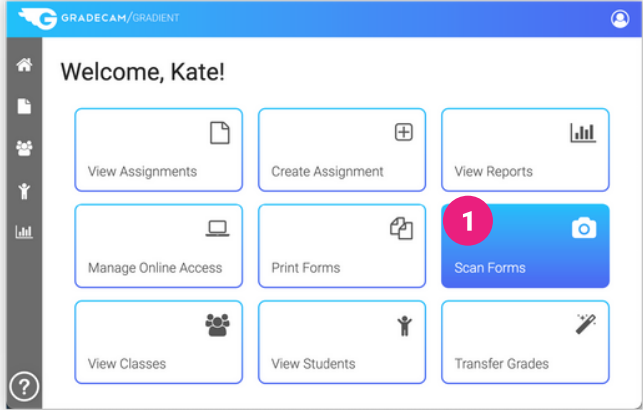 GRADECAM/GRADIENT
Welcome, Kate!
View Assignments
Create Assignment
View Reports
1
Manage Online Access
Print Forms
Scan Forms
View Classes
View Students
Transfer Grades
?